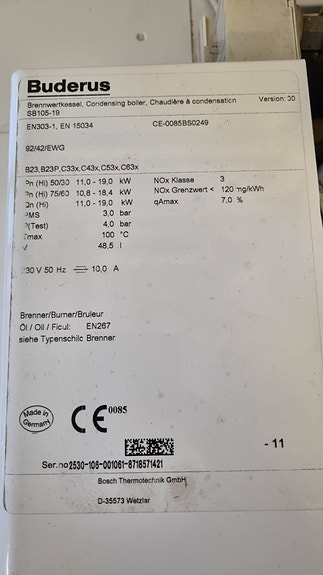 Buderus
Brennwertkessel, Condensing boiler, Chaudière à condensation Version: 00
SB105-19
EN303-1, EN 15034 CE-0085BS0249
92/42/EWG
B23,B23P, C33x, C43x, C53x, C63x
Pn (Hi) 50/30 11,0 - 19,0 kW NOx Klasse 3
Pn (Hi) 75/60 10,8 - 18,4 kW NOx Grenzwert < 120 mg/kWh
Qn (Hi) 11,0 - 19,0 kW qAmax 7,0 %
PMS 3,0 bar
P(Test) 4,0 bar
Tmax 100 °C
V 48,5 l
230 V 50 Hz 10,0 A
Brenner/Burner/Bruleur
Öl / Oil / Ficul: EN267
siehe Typenschilc Brenner
Made in Germany
CE 0085
- 11
Ser.no 2530-106-001061-8718571421
Bosch Thermotechnik GmbH
D-35573 Wetzlar